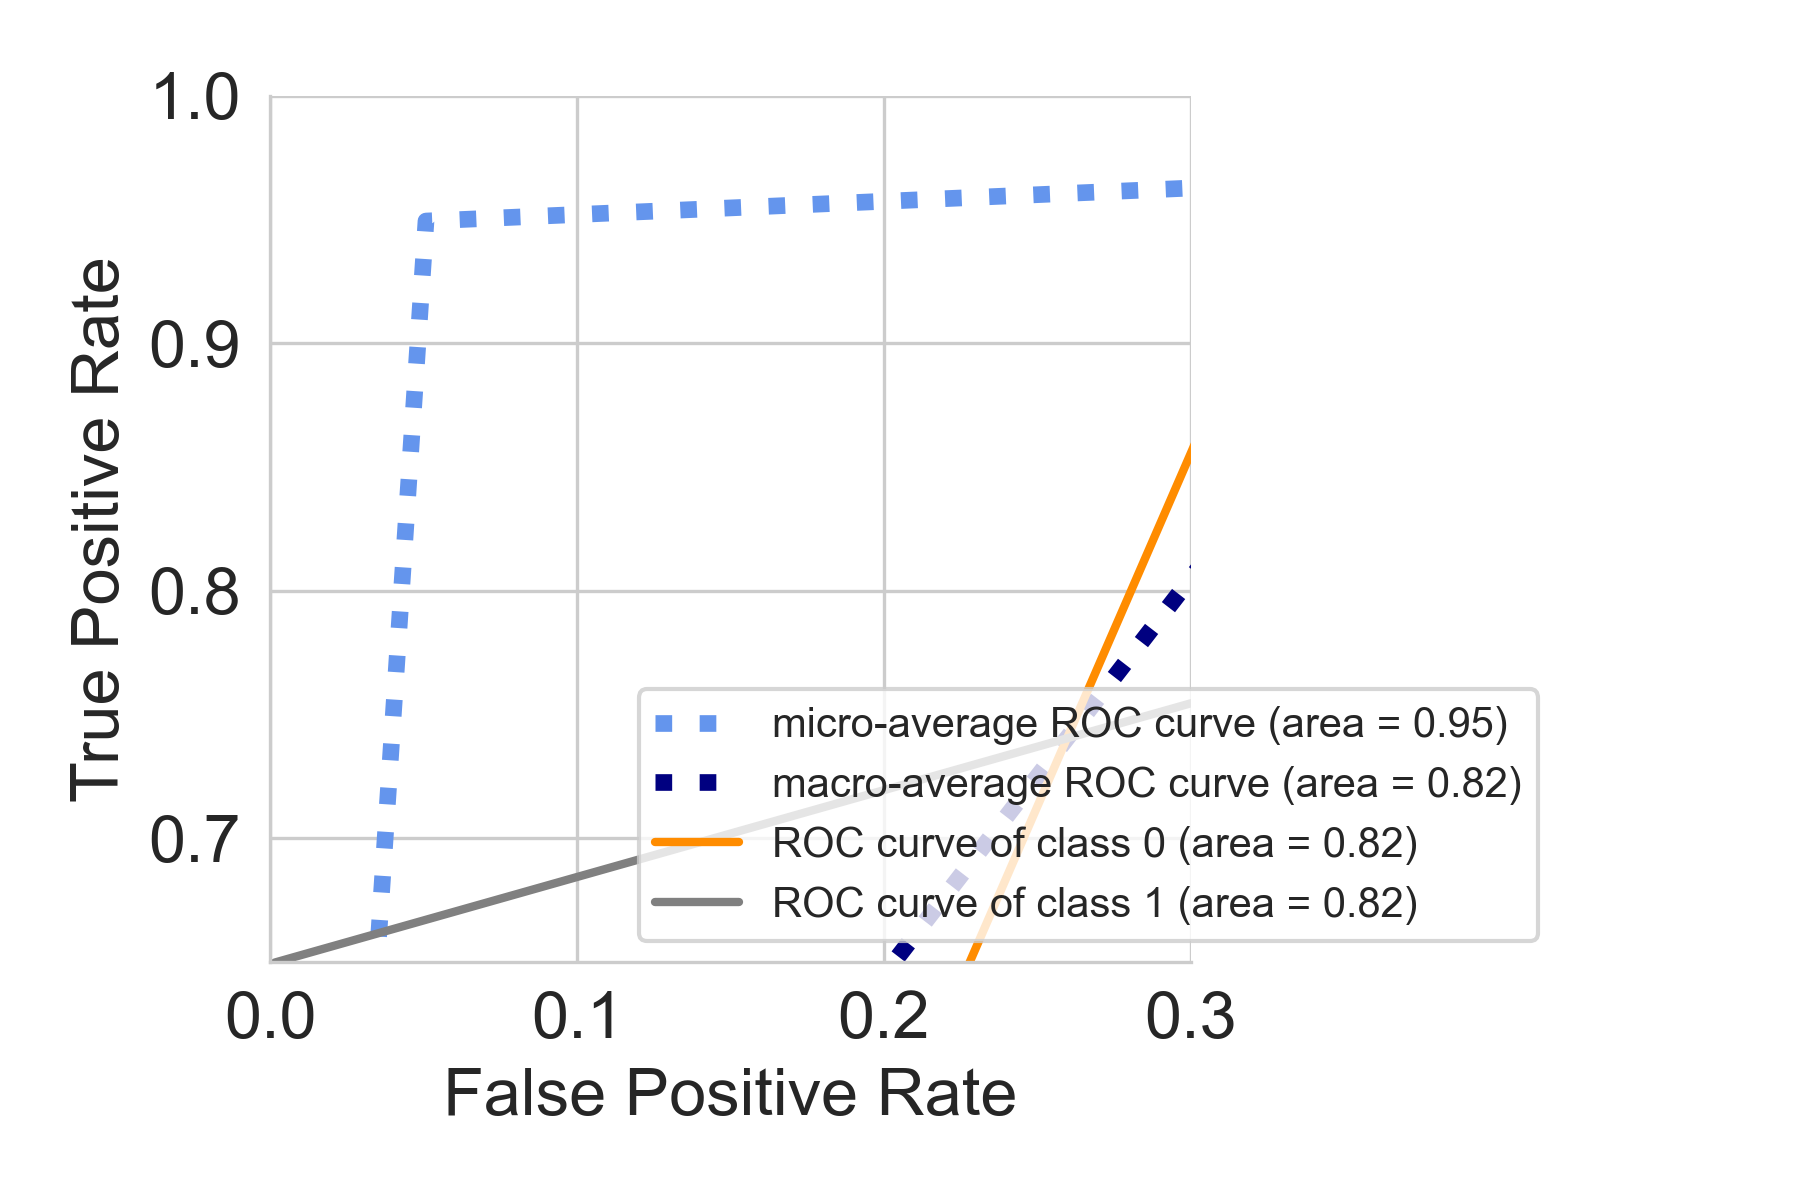 1.0
0.9
0.8
0.7
True Positive Rate
micro-average ROC curve (area = 0.95)
macro-average ROC curve (area = 0.82)
ROC curve of class 0 (area = 0.82)
ROC curve of class 1 (area = 0.82)
0.0 0.1 0.2 0.3
False Positive Rate